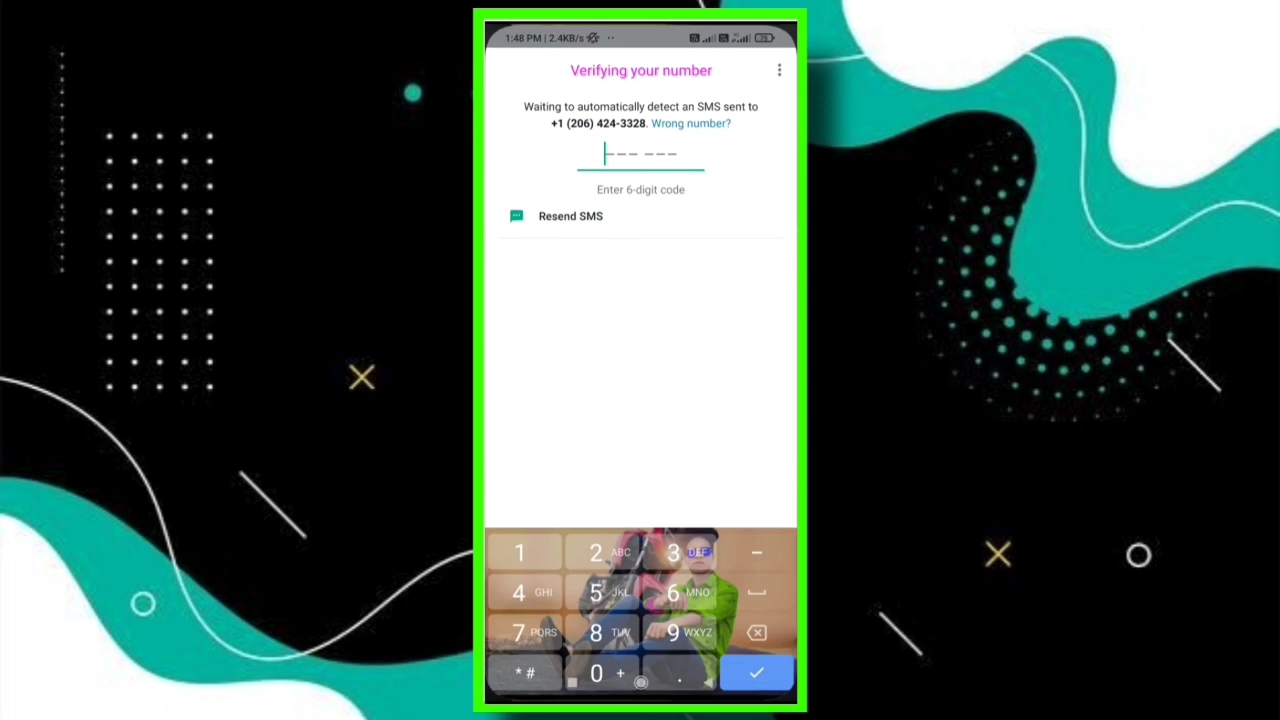 1:48 PM | 2.4KB/s
Verifying your number
Waiting to automatically detect an SMS sent to
+1 (206) 424-3328. Wrong number?
Enter 6-digit code
Resend SMS
1 2 ABC 3 DEF -
4 GHI 5 JKL 6 MNO
7 PQRS 8 TUV 9 WXYZ
* # 0 + .